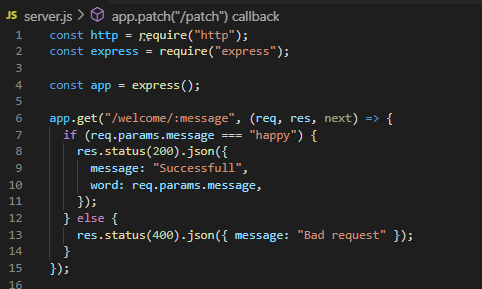 JS server.js > app.patch("/patch") callback
1 const http = require("http");
2 const express = require("express");
3
4 const app = express();
5
6 app.get("/welcome/:message", (req, res, next) => {
7   if (req.params.message === "happy") {
8     res.status(200).json({
9       message: "Successfull",
10       word: req.params.message,
11     });
12   } else {
13     res.status(400).json({ message: "Bad request" });
14   }
15 });
16